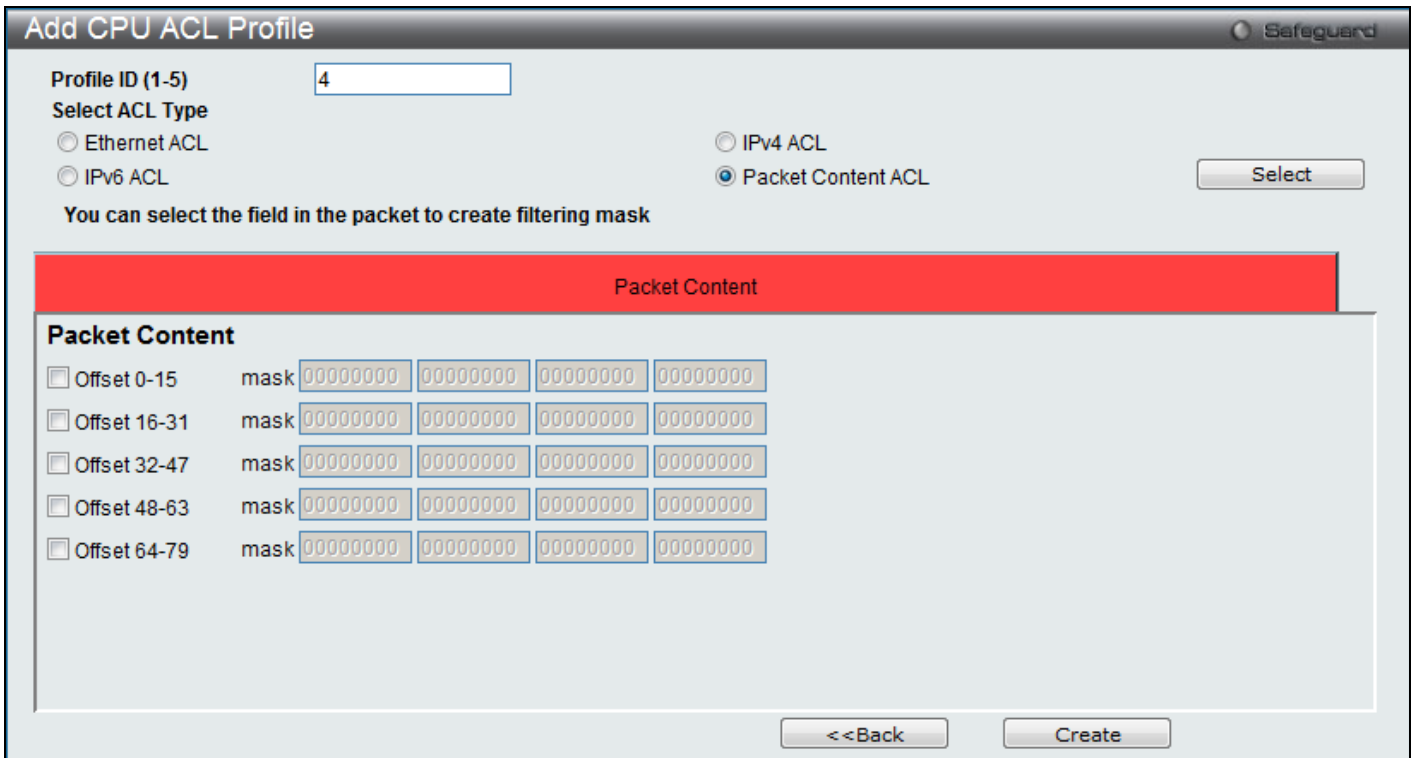 Add CPU ACL Profile
Safeguard
Profile ID (1-5) 4
Select ACL Type
Ethernet ACL IPv4 ACL
IPv6 ACL Packet Content ACL Select
You can select the field in the packet to create filtering mask
Packet Content
Packet Content
Offset 0-15 mask 00000000 00000000 00000000 00000000
Offset 16-31 mask 00000000 00000000 00000000 00000000
Offset 32-47 mask 00000000 00000000 00000000 00000000
Offset 48-63 mask 00000000 00000000 00000000 00000000
Offset 64-79 mask 00000000 00000000 00000000 00000000
<<Back Create